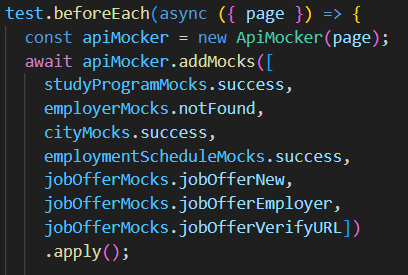 test.beforeEach(async ({ page }) => {
  const apiMocker = new ApiMocker(page);
  await apiMocker.addMocks([
    studyProgramMocks.success,
    employerMocks.notFound,
    cityMocks.success,
    employmentScheduleMocks.success,
    jobOfferMocks.jobOfferNew,
    jobOfferMocks.jobOfferEmployer,
    jobOfferMocks.jobOfferVerifyURL])
    .apply();